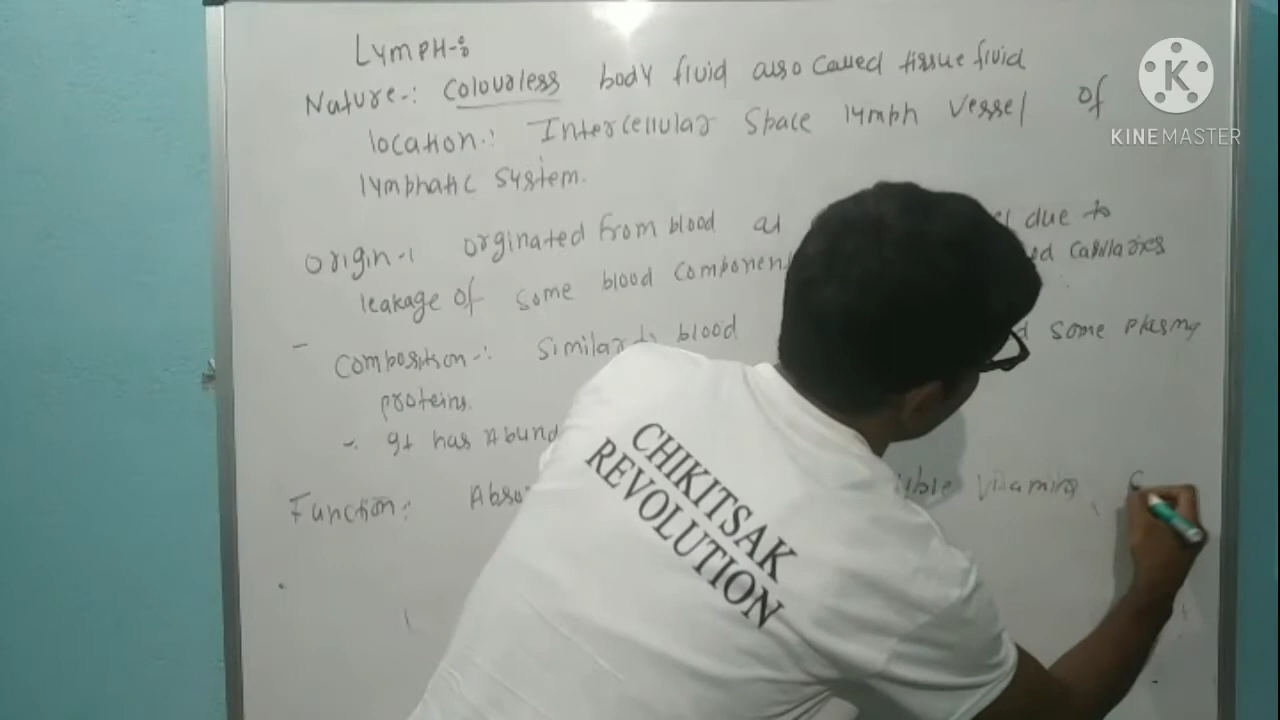 LYMPH-:
Nature-: Colourless body fluid also called tissue fluid
location-: Intercellular Space lymph vessel of
lymphatic system.
Origin-: orginated from blood at due to
leakage of some blood component capilaries
- Composition-: Similar to blood some plasma
proteins.
-. It has Abund
Function-: Abso vitamins
CHIKITSAK
REVOLUTION
K
KINEMASTER